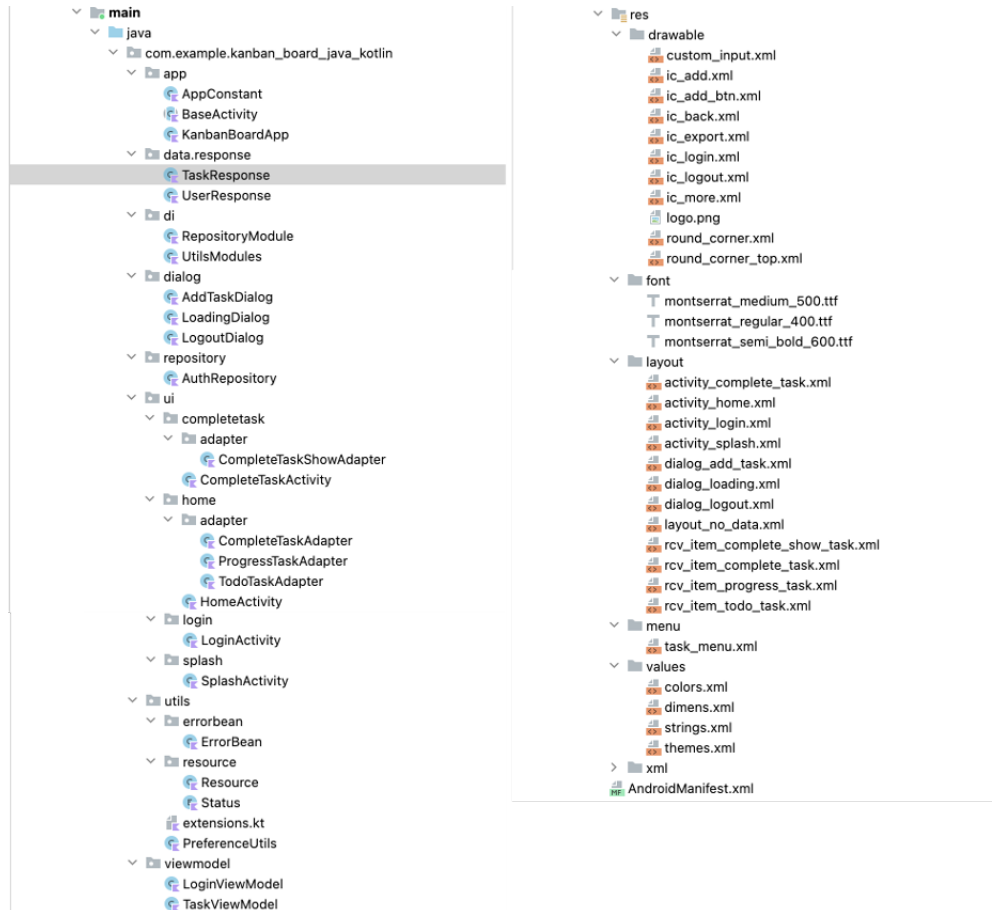 main
java
com.example.kanban_board_java_kotlin
app
AppConstant
BaseActivity
KanbanBoardApp
data.response
TaskResponse
UserResponse
di
RepositoryModule
UtilsModules
dialog
AddTaskDialog
LoadingDialog
LogoutDialog
repository
AuthRepository
ui
completetask
adapter
CompleteTaskShowAdapter
CompleteTaskActivity
home
adapter
CompleteTaskAdapter
ProgressTaskAdapter
TodoTaskAdapter
HomeActivity
login
LoginActivity
splash
SplashActivity
utils
errorbean
ErrorBean
resource
Resource
Status
extensions.kt
PreferenceUtils
viewmodel
LoginViewModel
TaskViewModel
res
drawable
custom_input.xml
ic_add.xml
ic_add_btn.xml
ic_back.xml
ic_export.xml
ic_login.xml
ic_logout.xml
ic_more.xml
logo.png
round_corner.xml
round_corner_top.xml
font
montserrat_medium_500.ttf
montserrat_regular_400.ttf
montserrat_semi_bold_600.ttf
layout
activity_complete_task.xml
activity_home.xml
activity_login.xml
activity_splash.xml
dialog_add_task.xml
dialog_loading.xml
dialog_logout.xml
layout_no_data.xml
rcv_item_complete_show_task.xml
rcv_item_complete_task.xml
rcv_item_progress_task.xml
rcv_item_todo_task.xml
menu
task_menu.xml
values
colors.xml
dimens.xml
strings.xml
themes.xml
xml
AndroidManifest.xml